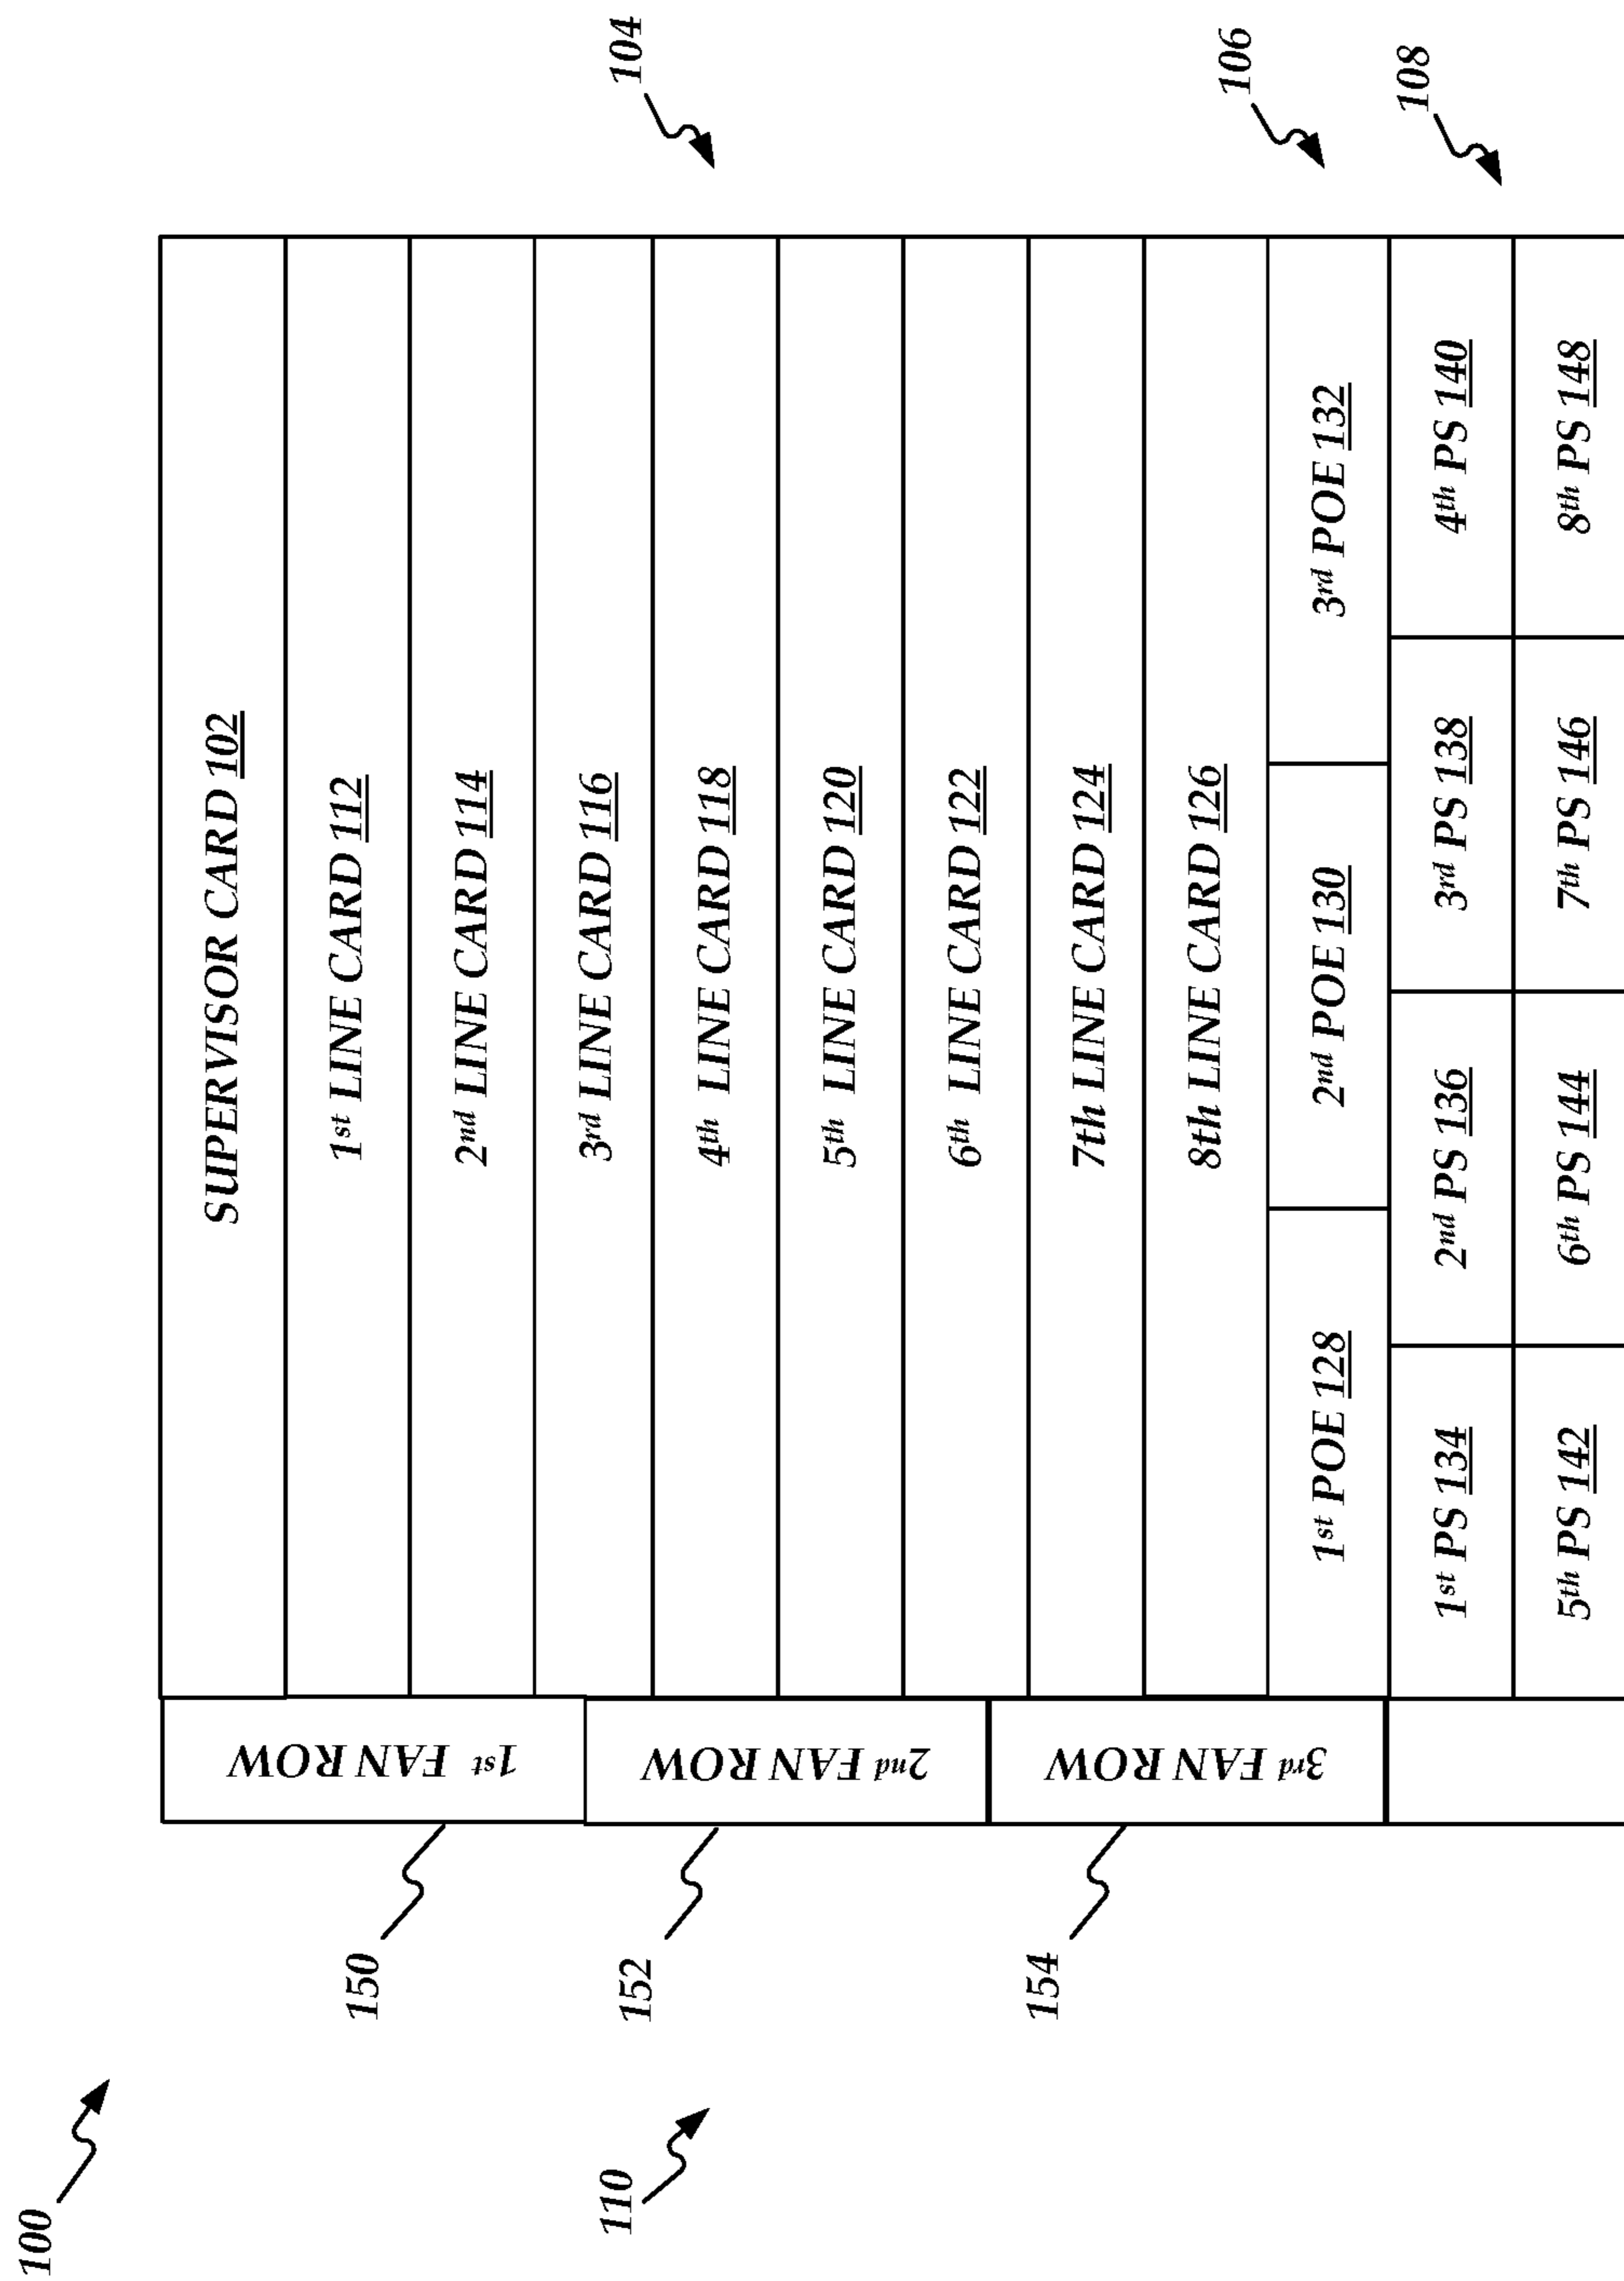 100
104
SUPERVISOR CARD 102
1st LINE CARD 112
150
1st FAN ROW
2nd LINE CARD 114
3rd LINE CARD 116
110
152
2nd FAN ROW
4th LINE CARD 118
5th LINE CARD 120
6th LINE CARD 122
154
3rd FAN ROW
7th LINE CARD 124
8th LINE CARD 126
106
1st POE 128
2nd POE 130
3rd POE 132
108
1st PS 134
2nd PS 136
3rd PS 138
4th PS 140
5th PS 142
6th PS 144
7th PS 146
8th PS 148